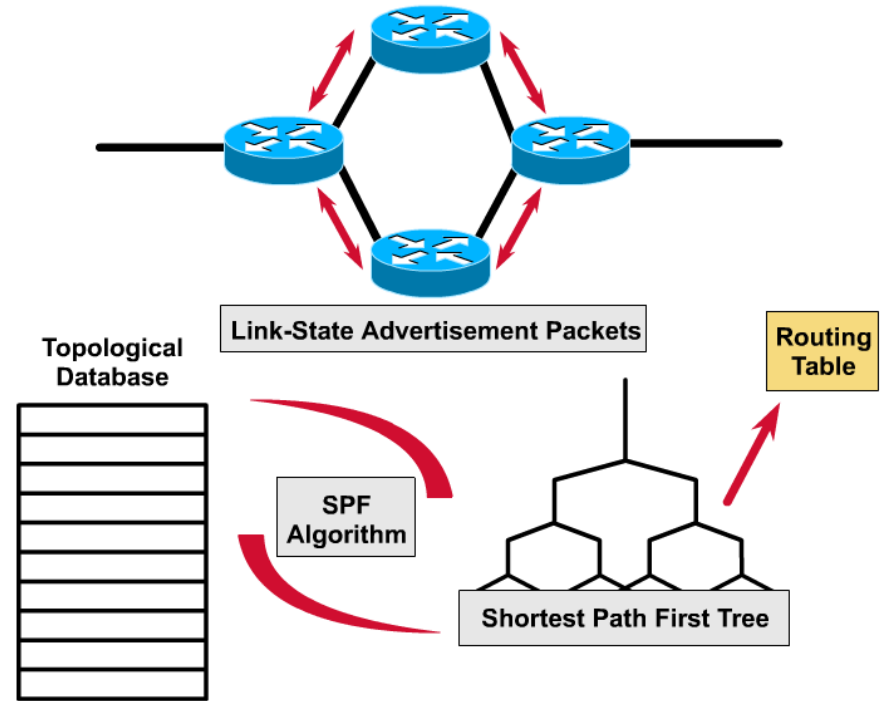 Link-State Advertisement Packets
Topological
Database
Routing
Table
SPF
Algorithm
Shortest Path First Tree